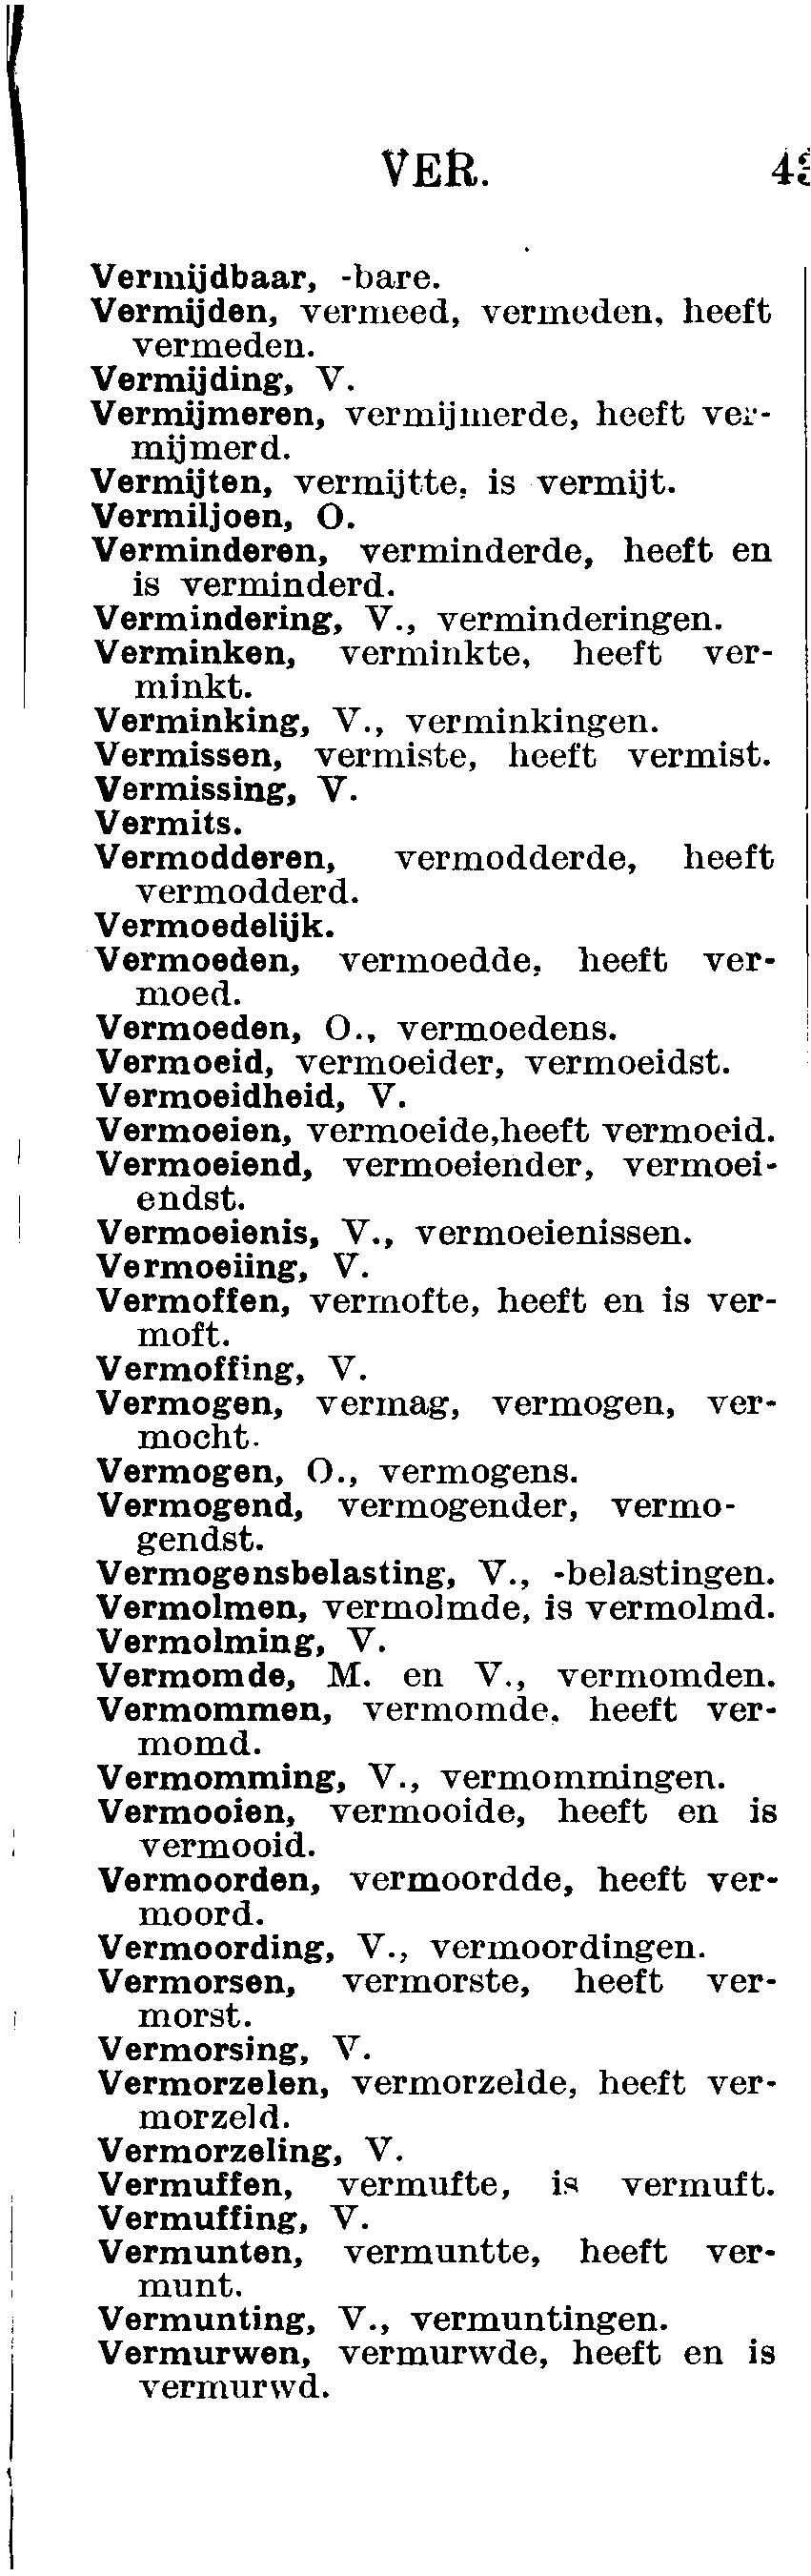 VER.
Vermijdbaar, -bare.
Vermijden, vermeed, vermeden, heeft
vermeden.
Vermijding, V.
Vermijmeren, vermijmerde, heeft ver-
mijmerd.
Vermijten, vermijtte, is vermijt.
Vermiljoen, O.
Verminderen, verminderde, heeft en
is verminderd.
Vermindering, V., verminderingen.
Verminken, verminkte, heeft ver-
minkt.
Verminking, V., verminkingen.
Vermissen, vermiste, heeft vermist.
Vermissing, V.
Vermits.
Vermodderen, vermodderde, heeft
vermodderd.
Vermoedelijk.
Vermoeden, vermoedde, heeft ver-
moed.
Vermoeden, O., vermoedens.
Vermoeid, vermoeider, vermoeidst.
Vermoeidheid, V.
Vermoeien, vermoeide,heeft vermoeid.
Vermoeiend, vermoeiender, vermoei-
endst.
Vermoeienis, V., vermoeienissen.
Vermoeiing, V.
Vermoffen, vermofte, heeft en is ver-
moft.
Vermoffing, V.
Vermogen, vermag, vermogen, ver-
mocht.
Vermogen, O., vermogens.
Vermogend, vermogender, vermo-
gendst.
Vermogensbelasting, V., -belastingen.
Vermolmen, vermolmde, is vermolmd.
Vermolming, V.
Vermomde, M. en V., vermomden.
Vermommen, vermomde, heeft ver-
momd.
Vermomming, V., vermommingen.
Vermooien, vermooide, heeft en is
vermooid.
Vermoorden, vermoordde, heeft ver-
moord.
Vermoording, V., vermoordingen.
Vermorsen, vermorste, heeft ver-
morst.
Vermorsing, V.
Vermorzelen, vermorzelde, heeft ver-
morzeld.
Vermorzeling, V.
Vermuffen, vermufte, is vermuft.
Vermuffing, V.
Vermunten, vermuntte, heeft ver-
munt.
Vermunting, V., vermuntingen.
Vermurwen, vermurwde, heeft en is
vermurwd.